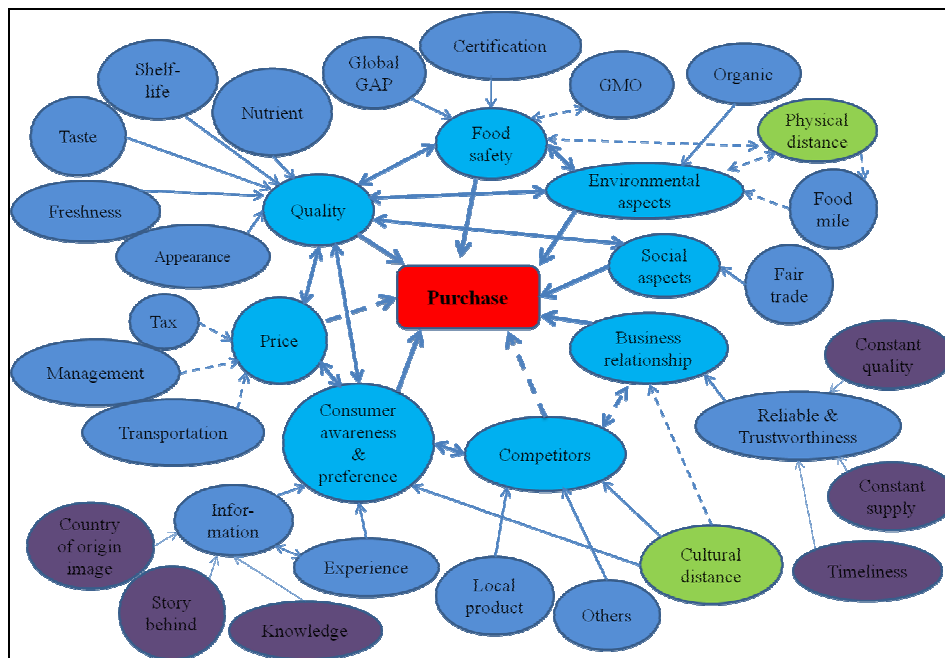 Certification
Global
GAP
Shelf-
life
GMO
Organic
Nutrient
Physical
distance
Taste
Food
safety
Environmental
aspects
Freshness
Quality
Food
mile
Appearance
Social
aspects
Fair
trade
Purchase
Tax
Price
Business
relationship
Constant
quality
Management
Consumer
awareness
&
preference
Reliable &
Trustworthiness
Transportation
Competitors
Constant
supply
Infor-
mation
Country
of origin
image
Experience
Cultural
distance
Timeliness
Local
product
Story
behind
Others
Knowledge